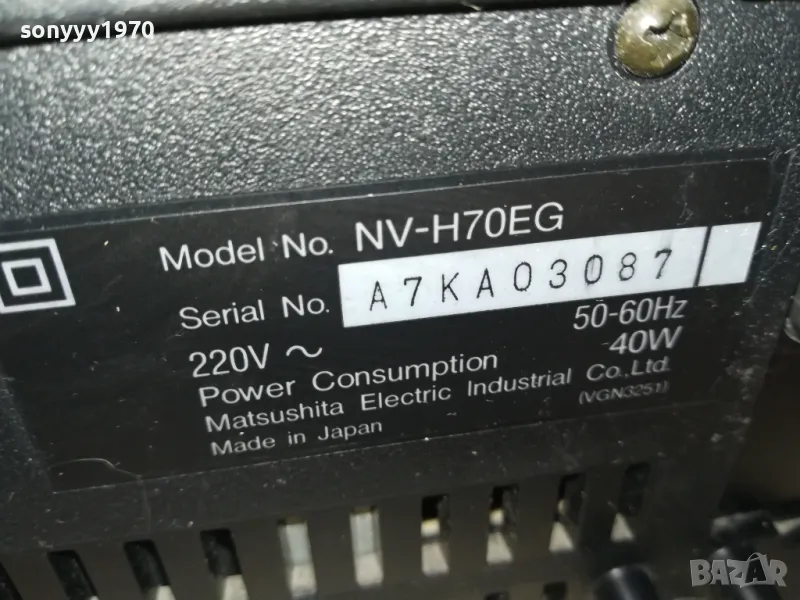 sonyyy1970
Model No. NV-H70EG
Serial No. A7KA03087
220V ~ 50-60Hz
Power Consumption 40W
Matsushita Electric Industrial Co., Ltd.
Made in Japan (VGN3251)
BAZAR